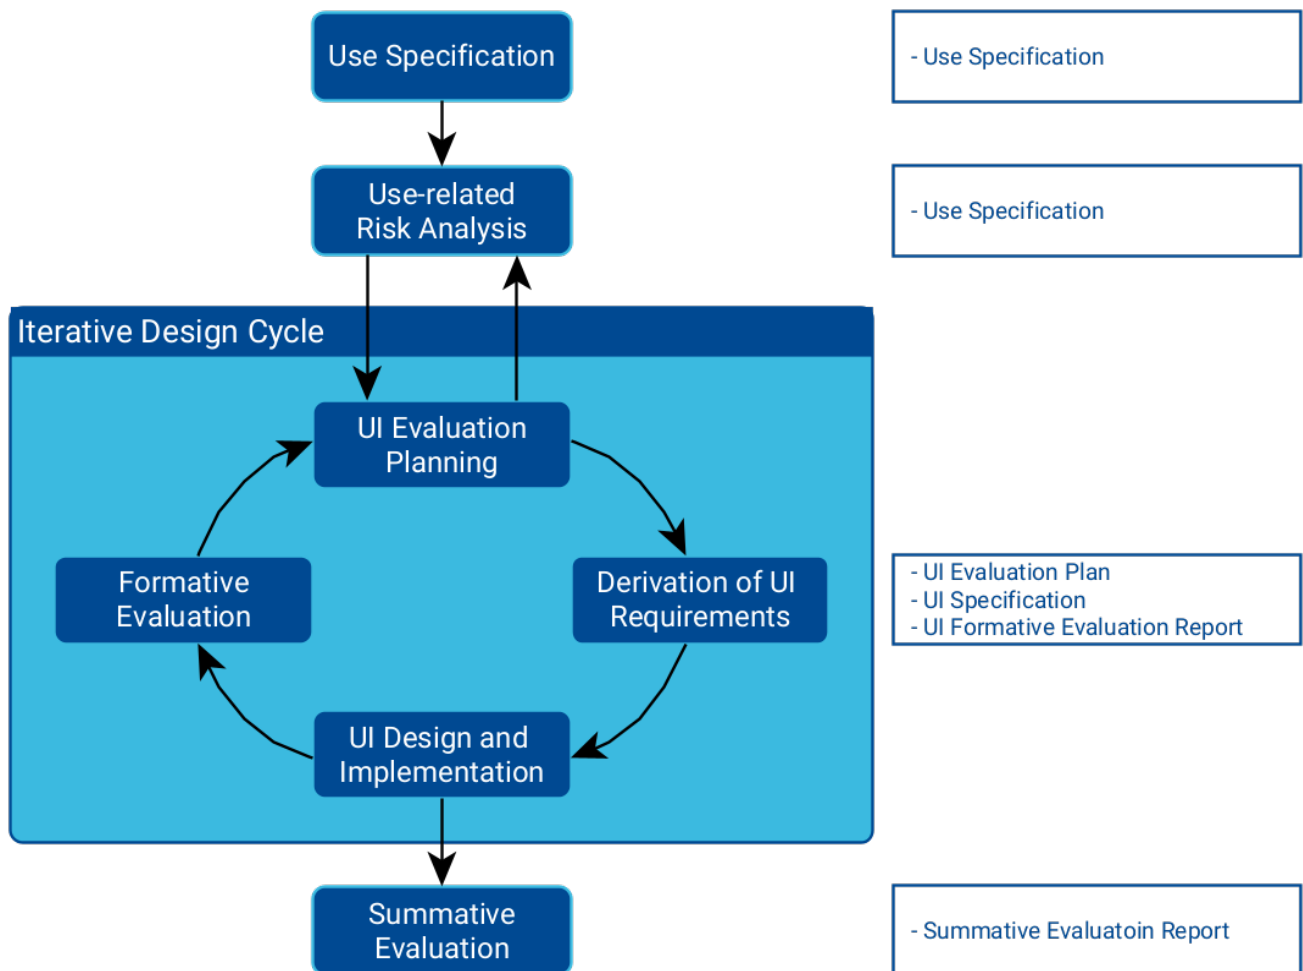 Use Specification
- Use Specification
Use-related
Risk Analysis
- Use Specification
Iterative Design Cycle
UI Evaluation
Planning
Formative
Evaluation
Derivation of UI
Requirements
- UI Evaluation Plan
- UI Specification
- UI Formative Evaluation Report
UI Design and
Implementation
Summative
Evaluation
- Summative Evaluatoin Report